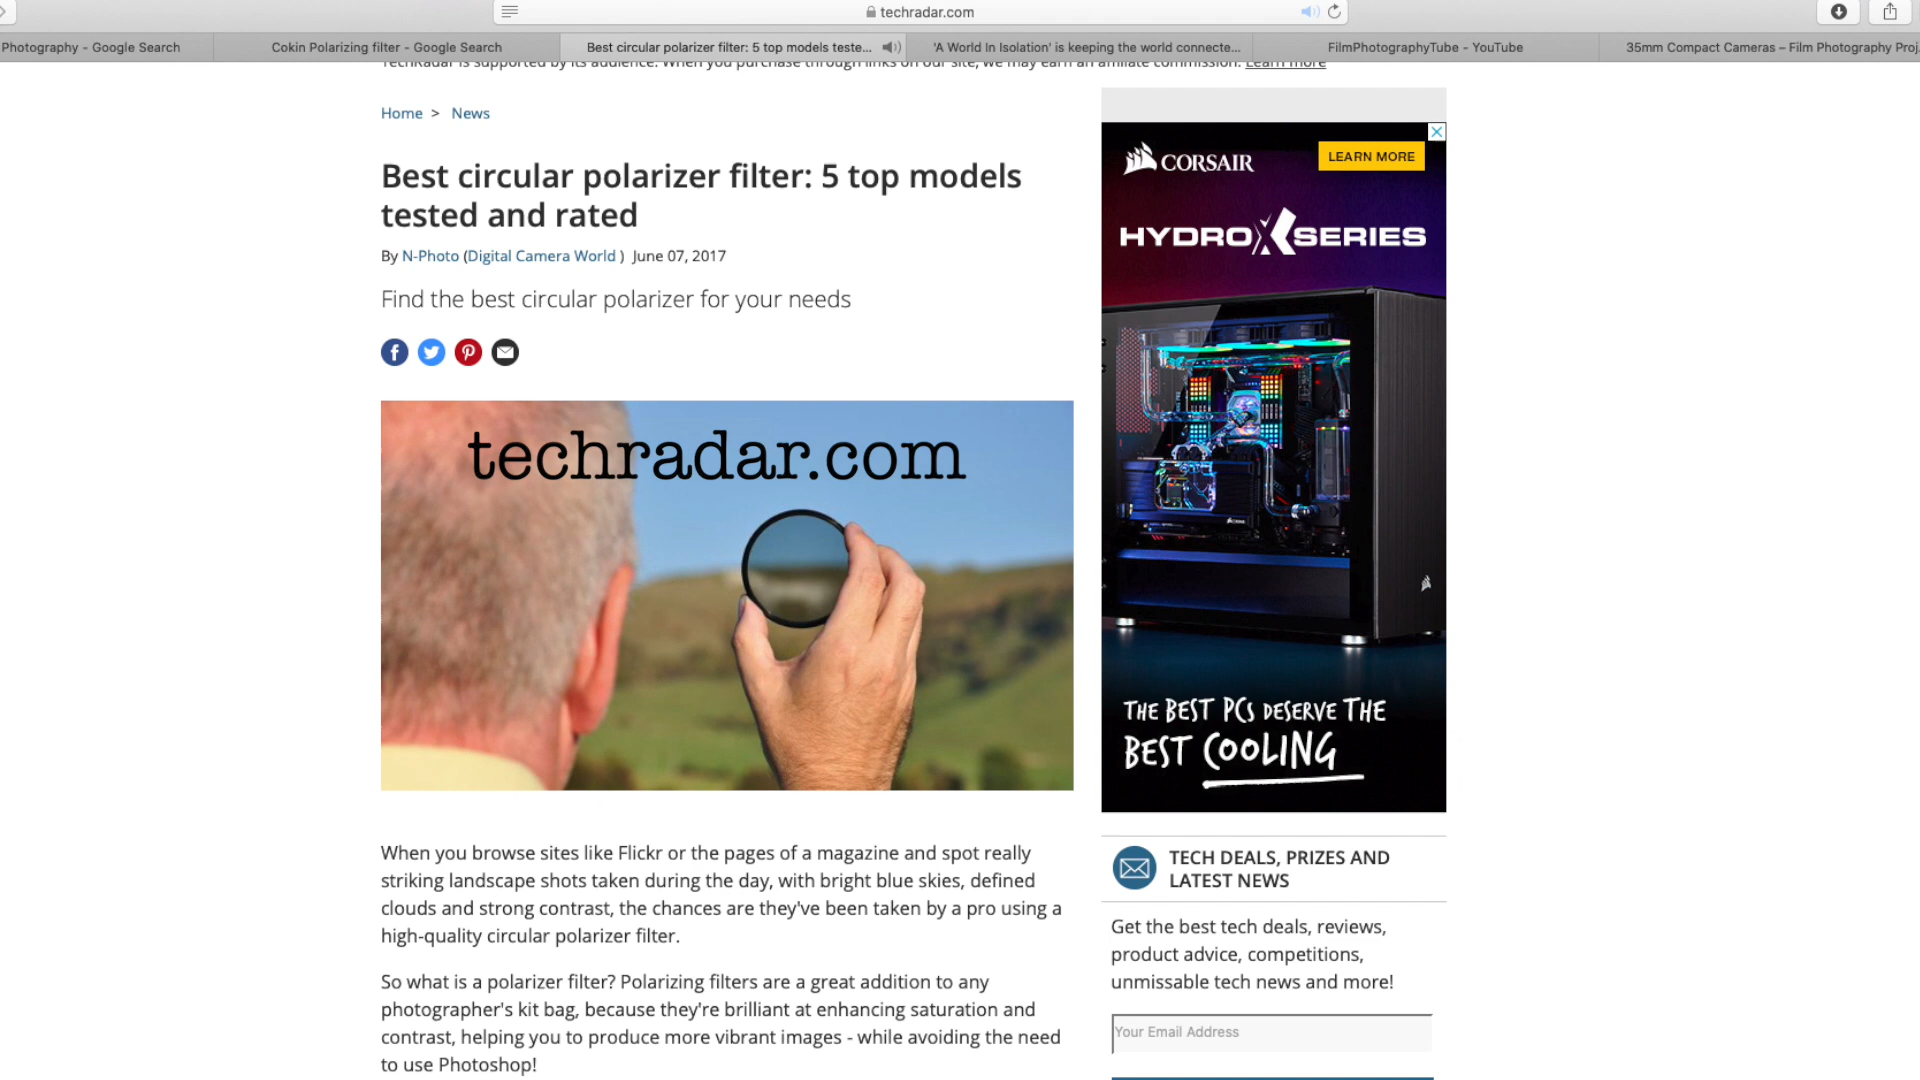 techradar.com
Photography - Google Search
Cokin Polarizing filter - Google Search
Best circular polarizer filter: 5 top models teste...
'A World In Isolation' is keeping the world connecte...
FilmPhotographyTube - YouTube
35mm Compact Cameras – Film Photography Proj
TechRadar is supported by its audience. When you purchase through links on our site, we may earn an affiliate commission. Learn more
Home > News
Best circular polarizer filter: 5 top models
tested and rated
By N-Photo (Digital Camera World ) June 07, 2017
Find the best circular polarizer for your needs
techradar.com
When you browse sites like Flickr or the pages of a magazine and spot really
striking landscape shots taken during the day, with bright blue skies, defined
clouds and strong contrast, the chances are they've been taken by a pro using a
high-quality circular polarizer filter.
So what is a polarizer filter? Polarizing filters are a great addition to any
photographer's kit bag, because they're brilliant at enhancing saturation and
contrast, helping you to produce more vibrant images - while avoiding the need
to use Photoshop!
CORSAIR
LEARN MORE
HYDRO X SERIES
THE BEST PCs DESERVE THE
BEST COOLING
TECH DEALS, PRIZES AND
LATEST NEWS
Get the best tech deals, reviews,
product advice, competitions,
unmissable tech news and more!
Your Email Address